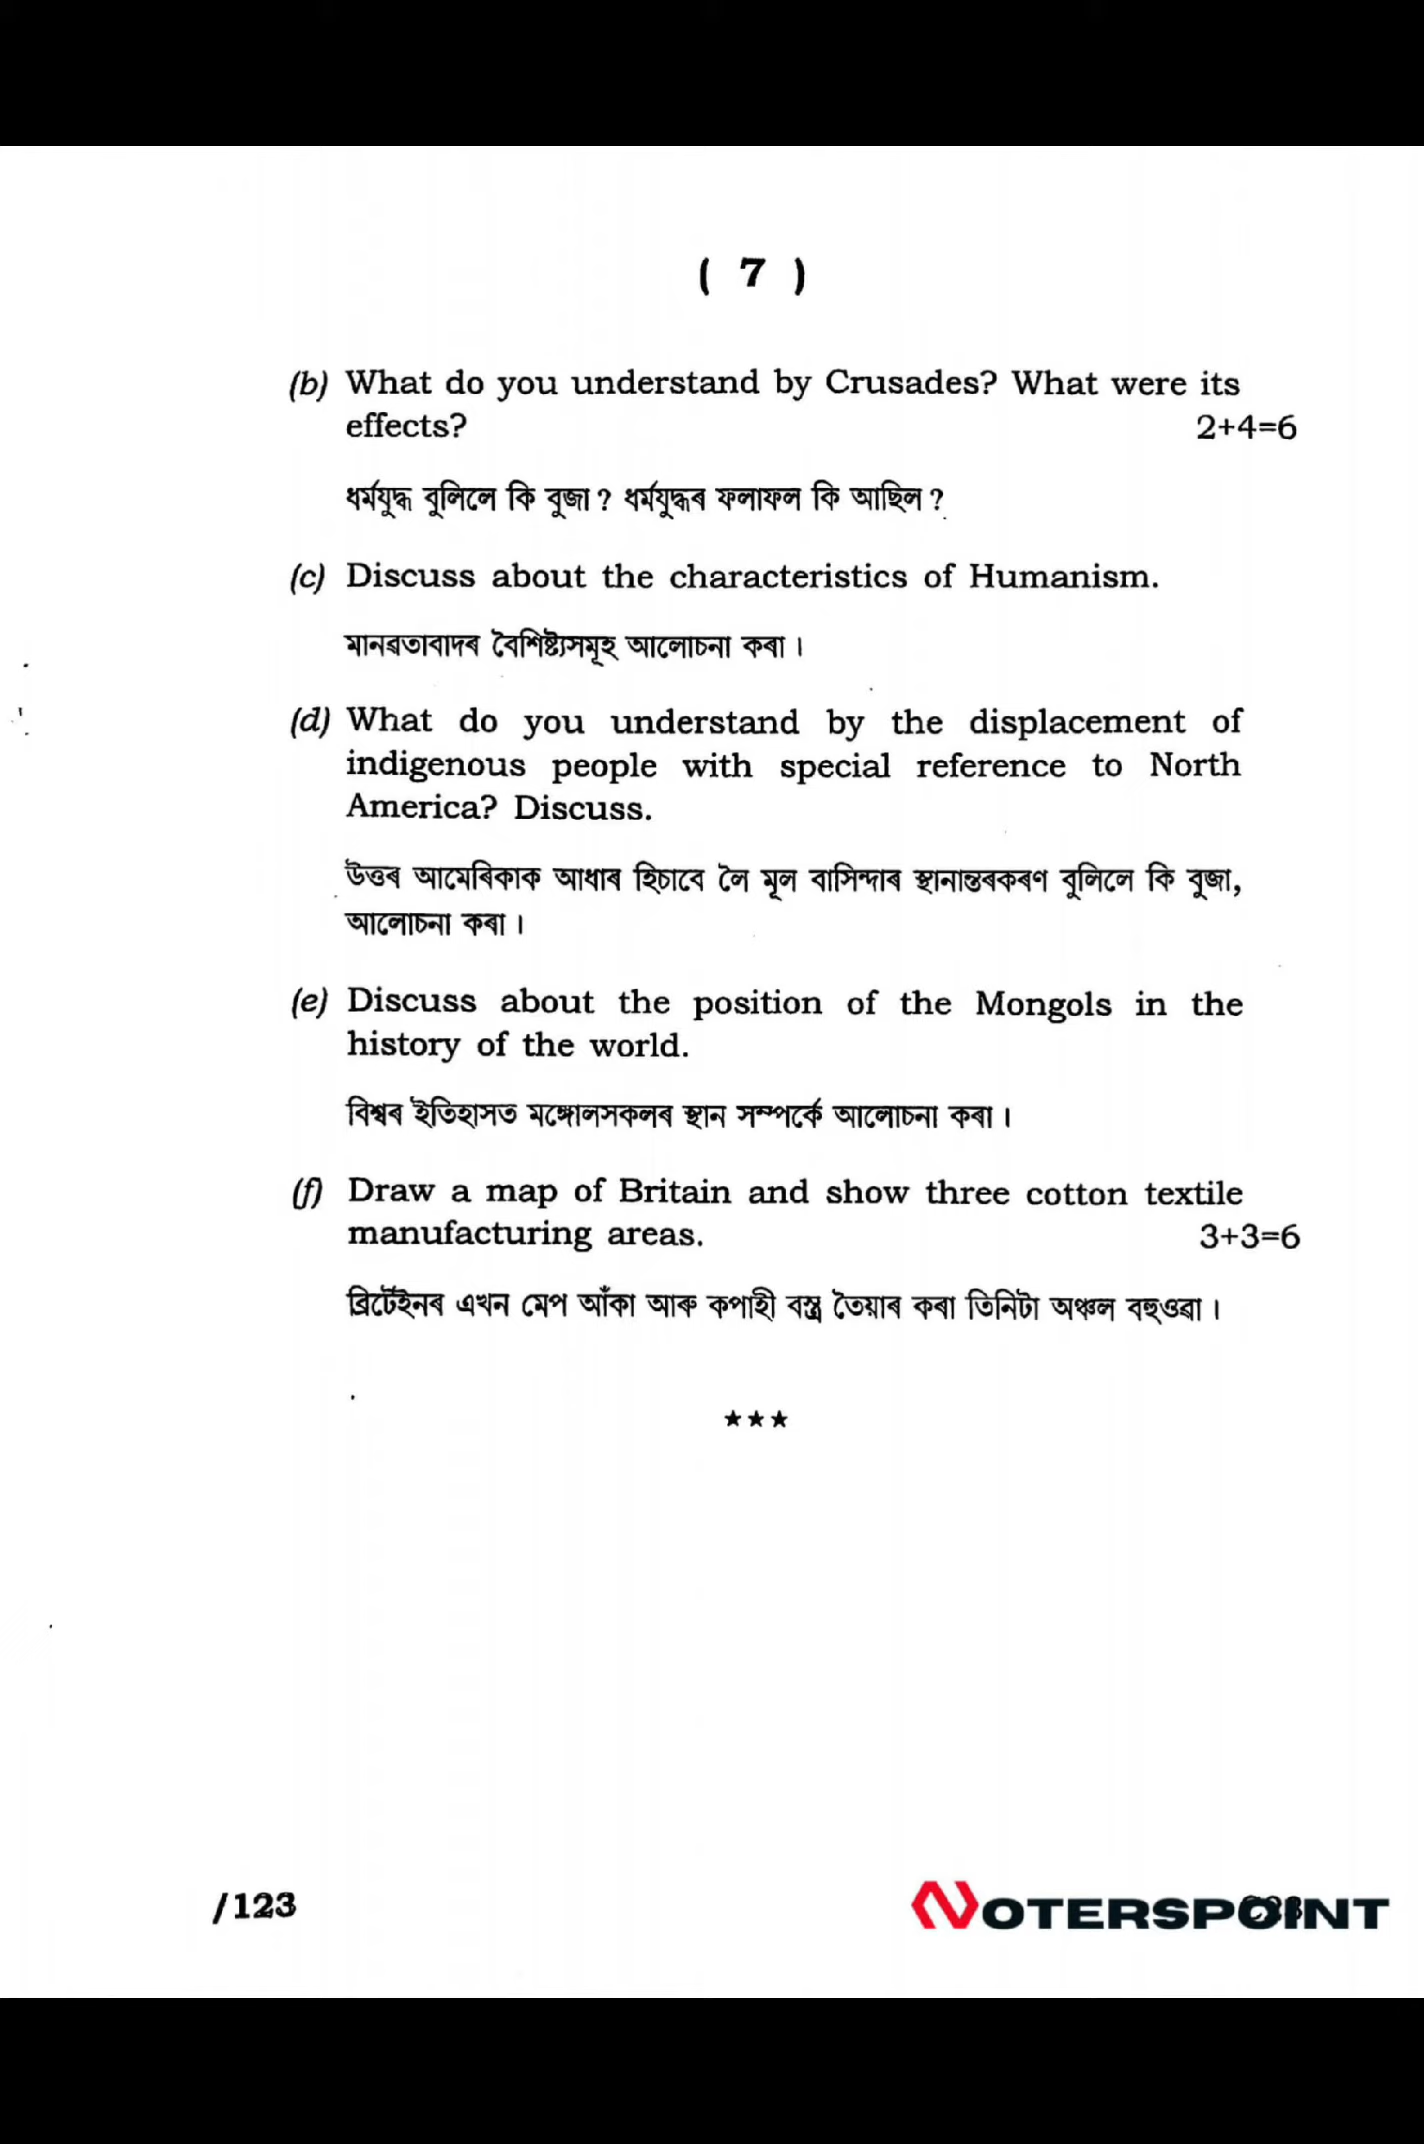 ( 7 )
(b) What do you understand by Crusades? What were its
effects? 2+4=6
ধৰ্মযুদ্ধ বুলিলে কি বুজা ? ধৰ্মযুদ্ধৰ ফলাফল কি আছিল ?
(c) Discuss about the characteristics of Humanism.
মানৱতাবাদৰ বৈশিষ্ট্যসমূহ আলোচনা কৰা ।
(d) What do you understand by the displacement of
indigenous people with special reference to North
America? Discuss.
উত্তৰ আমেৰিকাক আধাৰ হিচাবে লৈ মূল বাসিন্দাৰ স্থানান্তৰকৰণ বুলিলে কি বুজা,
আলোচনা কৰা ।
(e) Discuss about the position of the Mongols in the
history of the world.
বিশ্বৰ ইতিহাসত মঙ্গোলসকলৰ স্থান সম্পৰ্কে আলোচনা কৰা ।
(f) Draw a map of Britain and show three cotton textile
manufacturing areas. 3+3=6
ব্ৰিটেইনৰ এখন মেপ আঁকা আৰু কপাহী বস্ত্ৰ তৈয়াৰ কৰা তিনিটা অঞ্চল বহুওৱা ।
★★★
/123
NOTERSPOINT